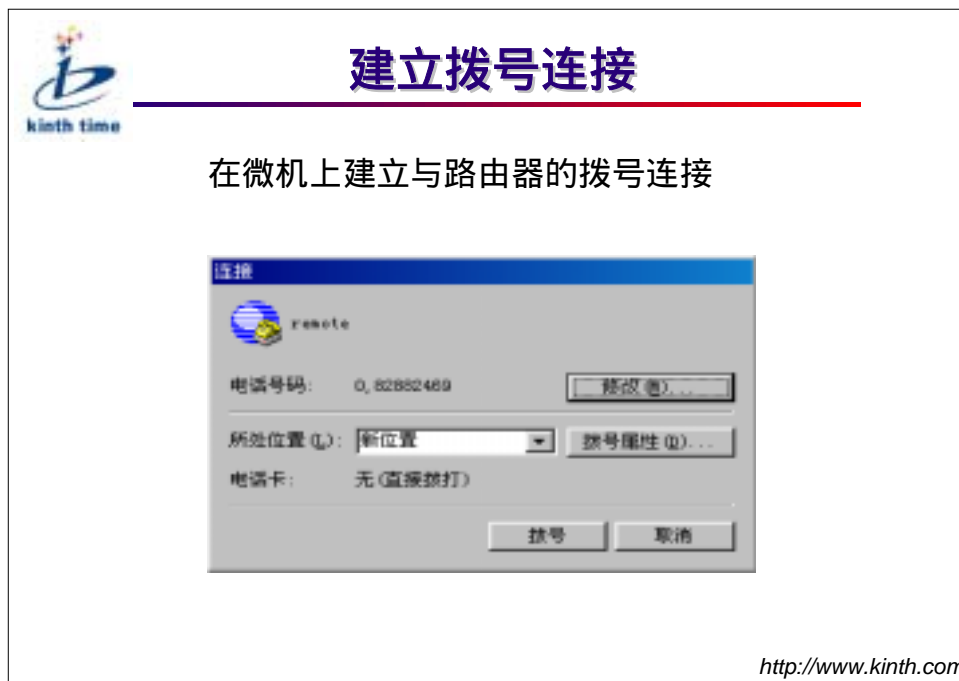 建立拨号连接
kinth time
在微机上建立与路由器的拨号连接
连接
remote
电话号码: 0,82882469 修改(M)...
所处位置(L): 新位置 拨号属性(D)...
电话卡: 无(直接拨打)
拨号 取消
http://www.kinth.com